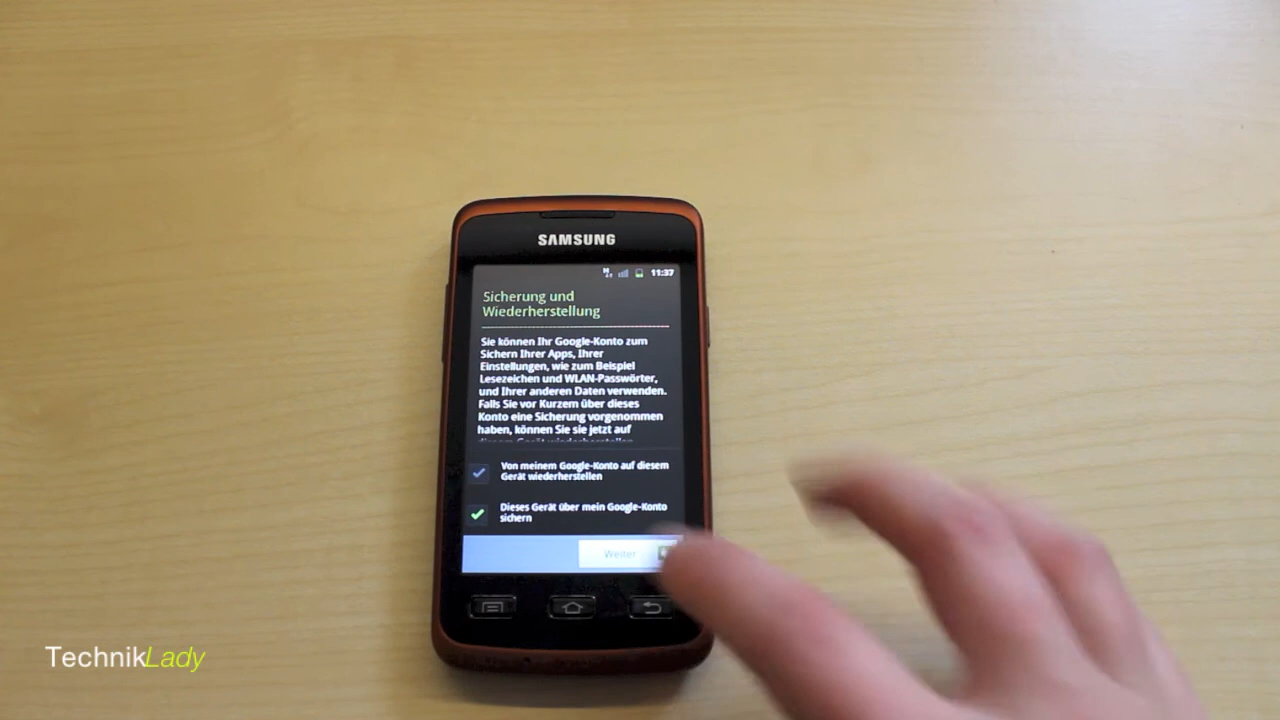 SAMSUNG
H
11:37
Sicherung und
Wiederherstellung
Sie können Ihr Google-Konto zum
Sichern Ihrer Apps, Ihrer
Einstellungen, wie zum Beispiel
Lesezeichen und WLAN-Passwörter,
und Ihrer anderen Daten verwenden.
Falls Sie vor Kurzem über dieses
Konto eine Sicherung vorgenommen
haben, können Sie sie jetzt auf
diesem Gerät wiederherstellen
Von meinem Google-Konto auf diesem
Gerät wiederherstellen
Dieses Gerät über mein Google-Konto
sichern
Weiter
TechnikLady